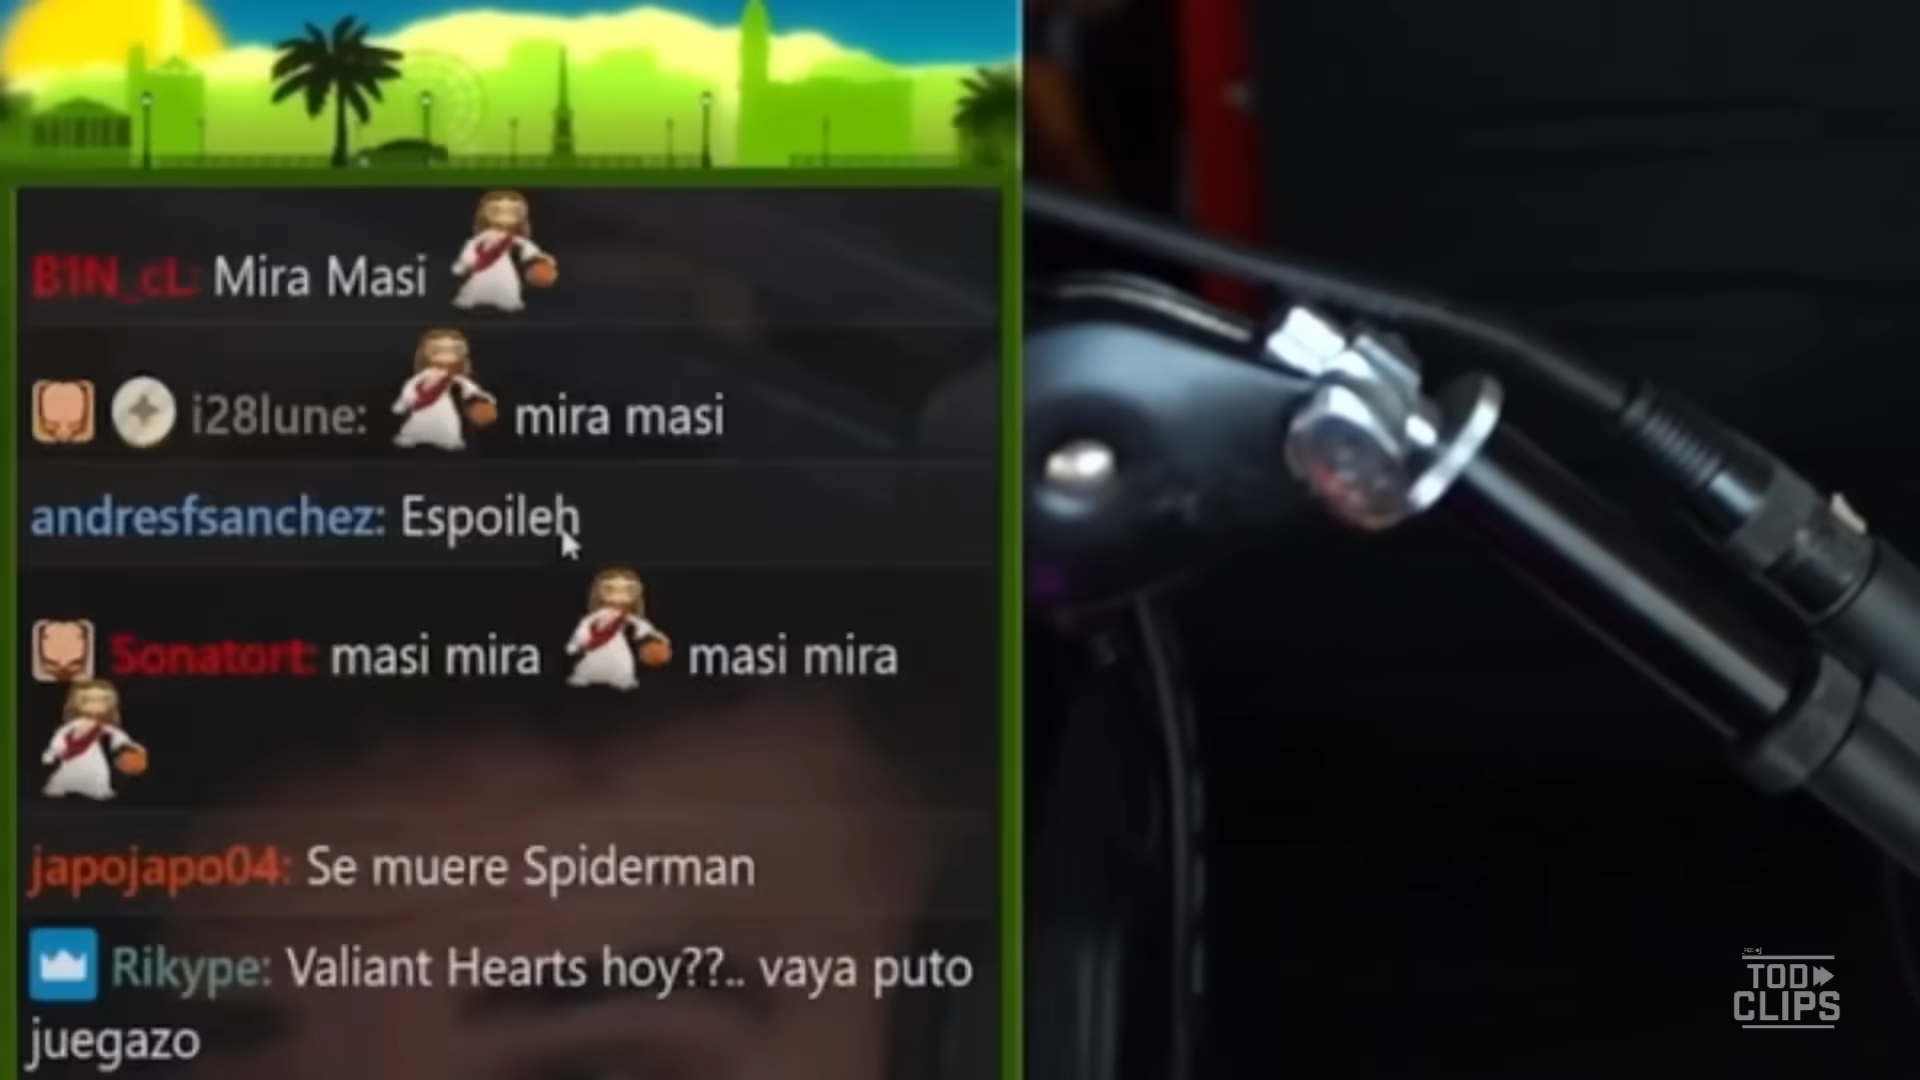 B1N_cL: Mira Masi
i28lune: mira masi
andresfsanchez: Espoileh
Sonatort: masi mira masi mira
japojapo04: Se muere Spiderman
Rikype: Valiant Hearts hoy??.. vaya puto
juegazo
TOD
CLIPS